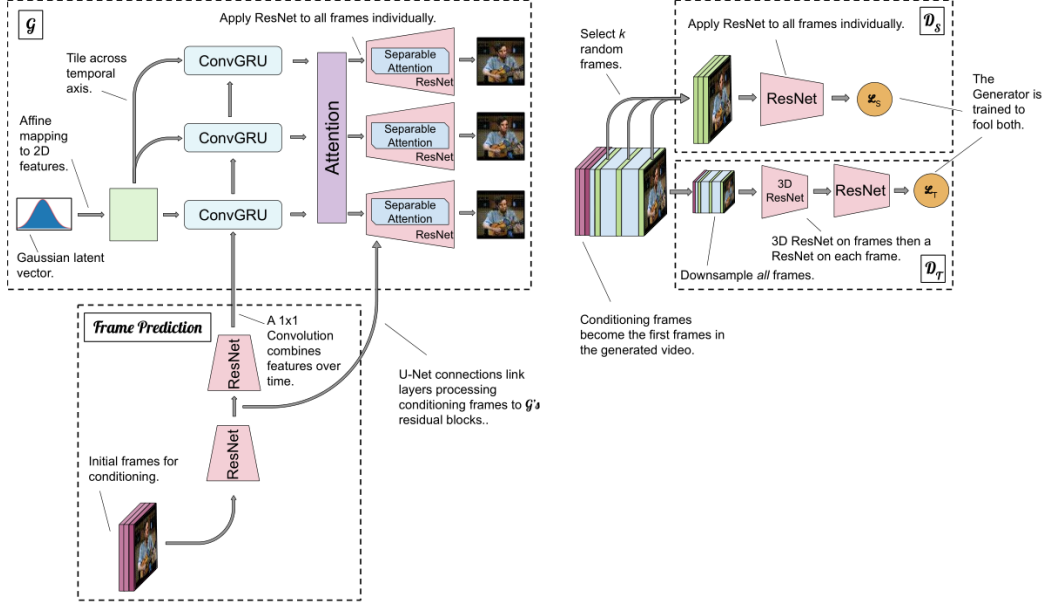 𝒢
Apply ResNet to all frames individually.
Tile across
temporal
axis.
ConvGRU
Separable
Attention
ResNet
Affine
mapping
to 2D
features.
ConvGRU
Attention
Separable
Attention
ResNet
ConvGRU
Separable
Attention
ResNet
Gaussian latent
vector.
Frame Prediction
A 1x1
Convolution
combines
features over
time.
ResNet
U-Net connections link
layers processing
conditioning frames to 𝒢's
residual blocks..
ResNet
Initial frames for
conditioning.
Select k
random
frames.
Apply ResNet to all frames individually.
𝒟S
ResNet
ℒS
The
Generator is
trained to
fool both.
3D
ResNet
ResNet
ℒT
3D ResNet on frames then a
ResNet on each frame.
Downsample all frames.
𝒟𝒯
Conditioning frames
become the first frames in
the generated video.